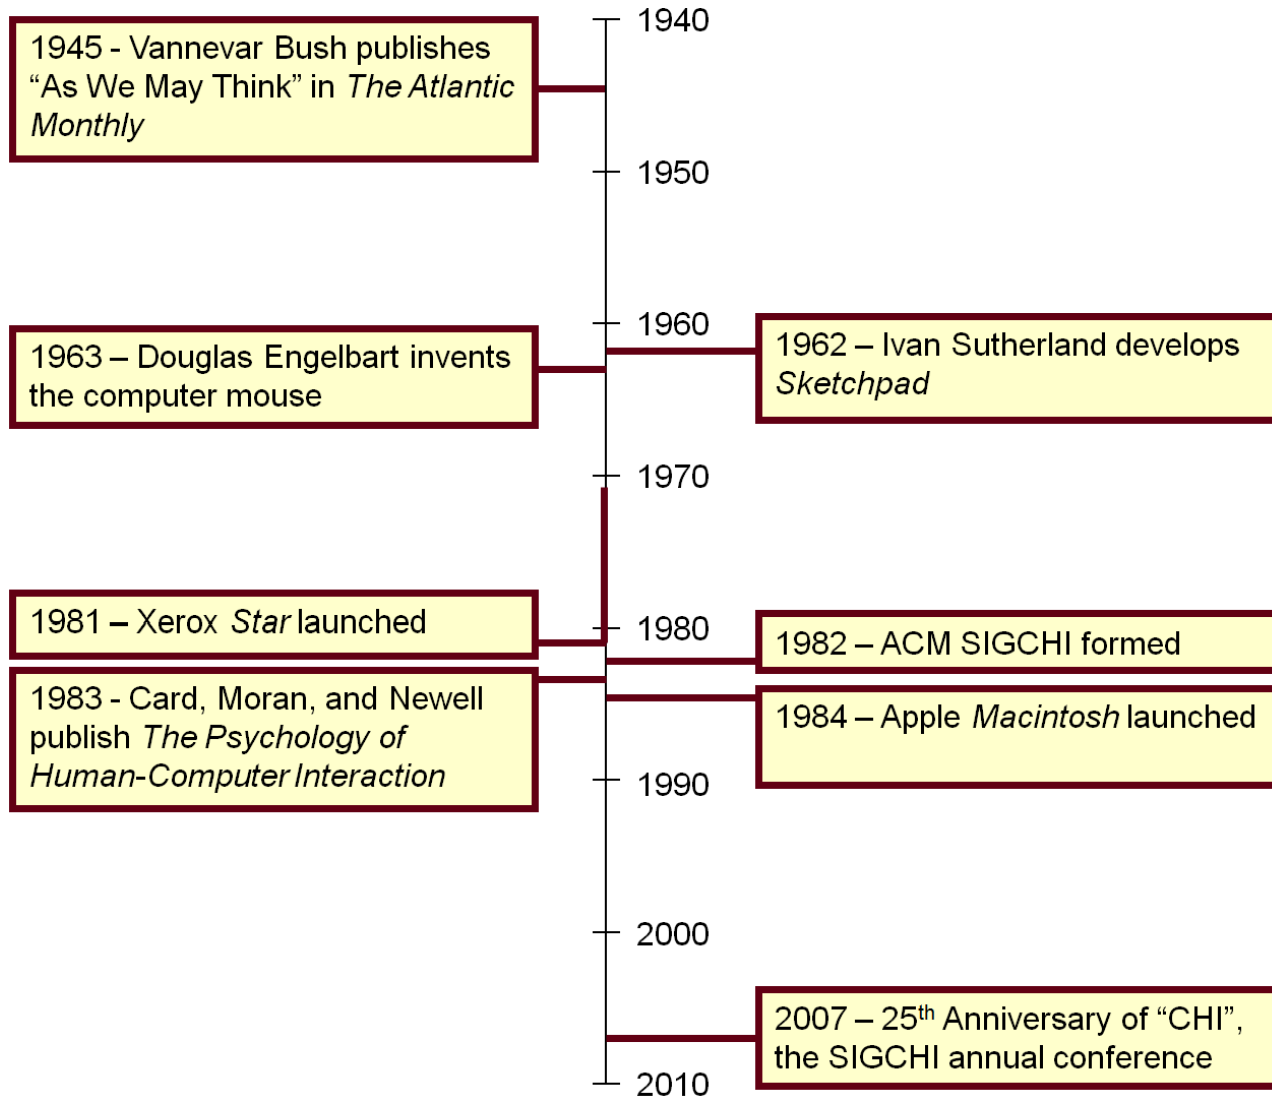 1940
1945 - Vannevar Bush publishes
“As We May Think” in The Atlantic
Monthly
1950
1960
1962 – Ivan Sutherland develops
Sketchpad
1963 – Douglas Engelbart invents
the computer mouse
1970
1981 – Xerox Star launched
1980
1982 – ACM SIGCHI formed
1983 - Card, Moran, and Newell
publish The Psychology of
Human-Computer Interaction
1984 – Apple Macintosh launched
1990
2000
2007 – 25th Anniversary of “CHI”,
the SIGCHI annual conference
2010